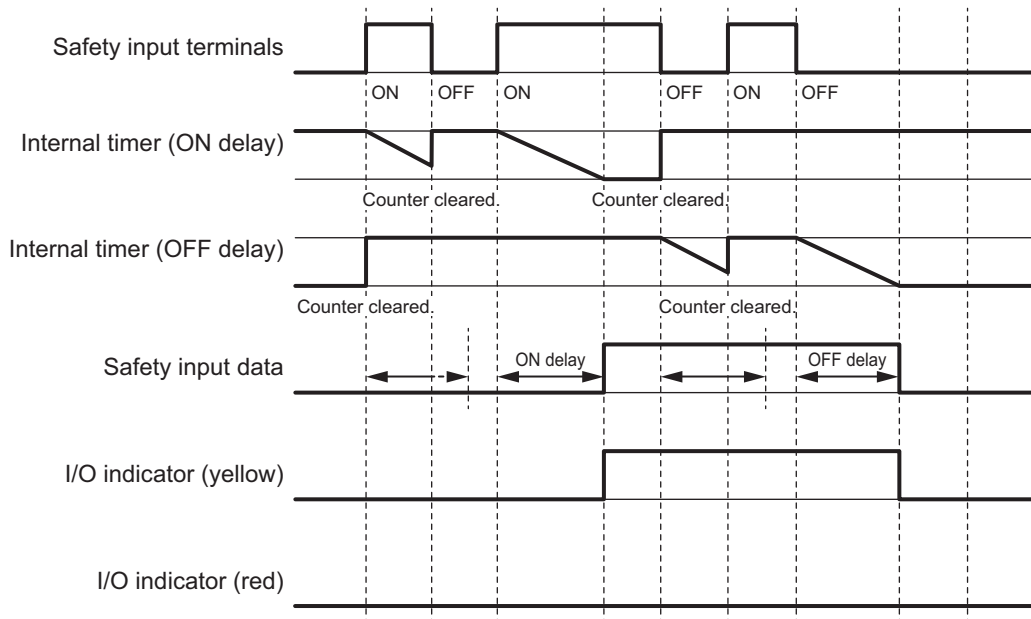 Safety input terminals
ON OFF ON OFF ON OFF
Internal timer (ON delay)
Counter cleared. Counter cleared.
Internal timer (OFF delay)
Counter cleared. Counter cleared.
Safety input data
ON delay OFF delay
I/O indicator (yellow)
I/O indicator (red)